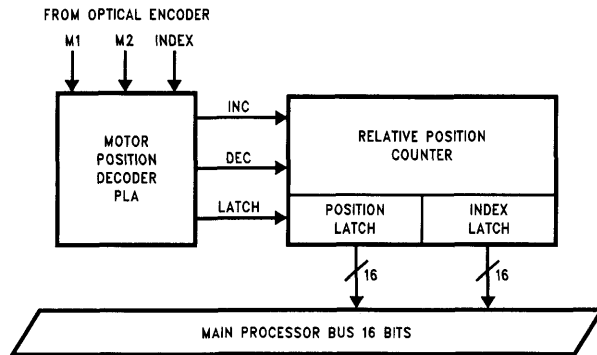 FROM OPTICAL ENCODER
M1 M2 INDEX
MOTOR
POSITION
DECODER
PLA
INC
DEC
LATCH
RELATIVE POSITION
COUNTER
POSITION
LATCH
INDEX
LATCH
16
16
MAIN PROCESSOR BUS 16 BITS